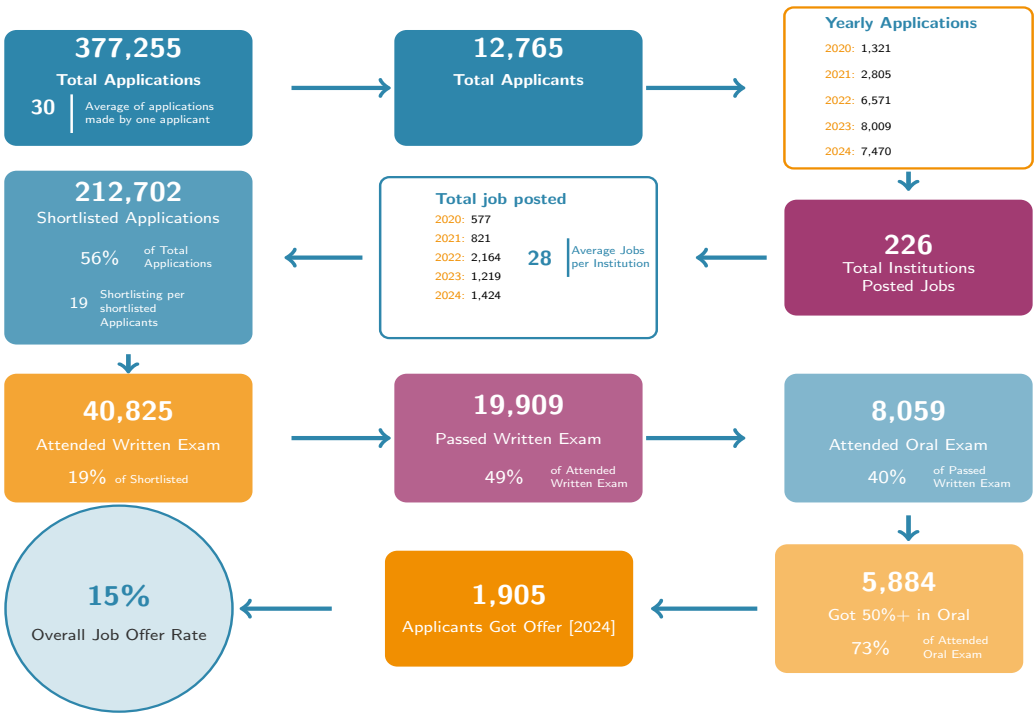 377,255
Total Applications
30
Average of applications
made by one applicant
12,765
Total Applicants
Yearly Applications
2020: 1,321
2021: 2,805
2022: 6,571
2023: 8,009
2024: 7,470
226
Total Institutions
Posted Jobs
Total job posted
2020: 577
2021: 821
2022: 2,164
2023: 1,219
2024: 1,424
28
Average Jobs
per Institution
212,702
Shortlisted Applications
56%
of Total
Applications
19
Shortlisting per
shortlisted
Applicants
40,825
Attended Written Exam
19% of Shortlisted
19,909
Passed Written Exam
49%
of Attended
Written Exam
8,059
Attended Oral Exam
40%
of Passed
Written Exam
5,884
Got 50%+ in Oral
73%
of Attended
Oral Exam
1,905
Applicants Got Offer [2024]
15%
Overall Job Offer Rate